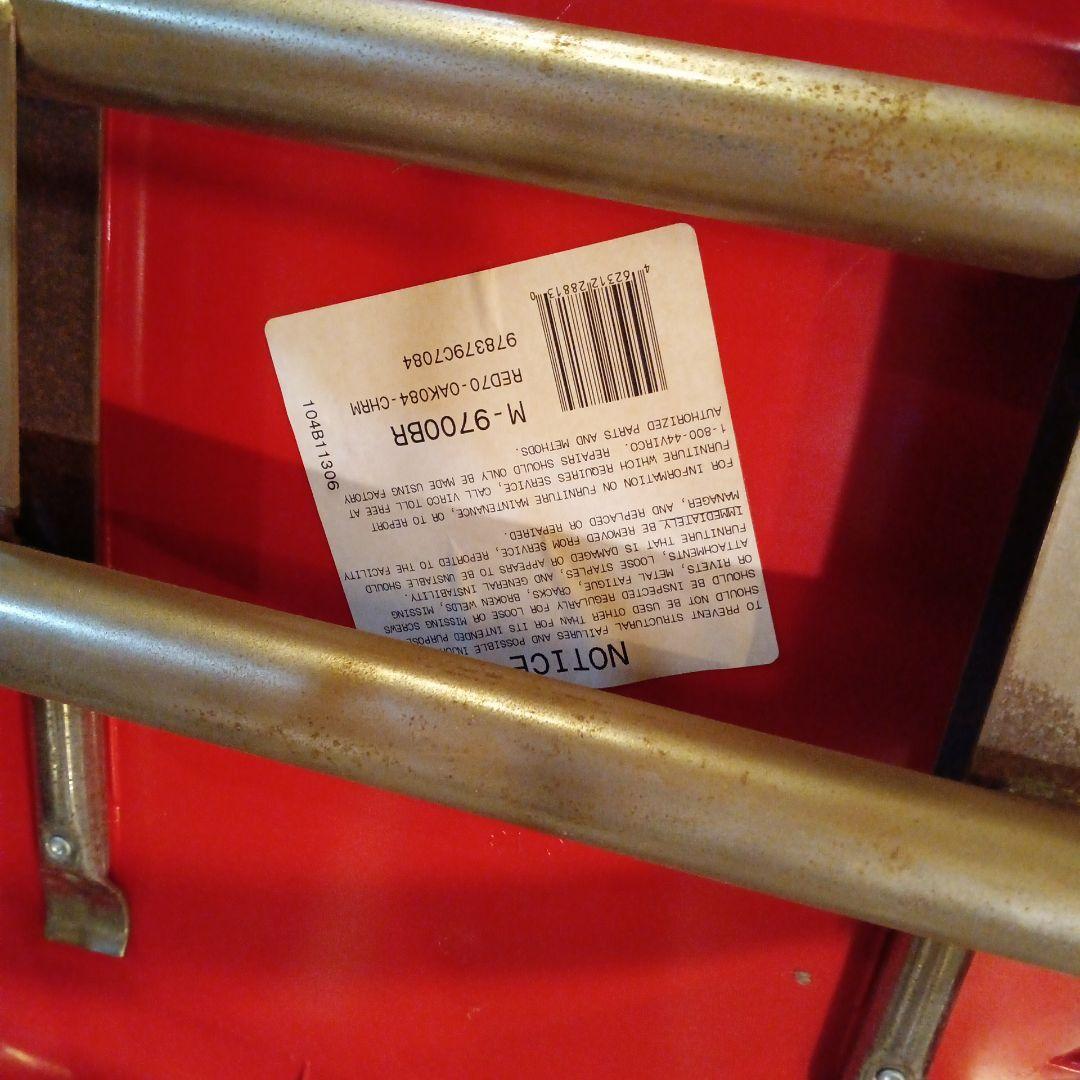 NOTICE
TO PREVENT STRUCTURAL FAILURES AND POSSIBLE
SHOULD NOT BE USED OTHER THAN FOR ITS INTENDED PURPOSE
SHOULD BE INSPECTED REGULARLY FOR LOOSE OR MISSING SCREWS
OR RIVETS, METAL FATIGUE, CRACKS, BROKEN WELDS, MISSING
ATTACHMENTS, LOOSE STAPLES, AND GENERAL INSTABILITY.
FURNITURE THAT IS DAMAGED OR APPEARS TO BE UNSTABLE SHOULD
IMMEDIATELY BE REMOVED FROM SERVICE, REPORTED TO THE FACILITY
MANAGER, AND REPLACED OR REPAIRED.
FOR INFORMATION ON FURNITURE MAINTENANCE, OR TO REPORT
FURNITURE WHICH REQUIRES SERVICE, CALL VIRCO TOLL FREE AT
1-800-44VIRCO. REPAIRS SHOULD ONLY BE MADE USING FACTORY
AUTHORIZED PARTS AND METHODS.
M-9700BR
RED70-OAK084-CHRM
978379C7084
4 62312 28813 0
104B11306